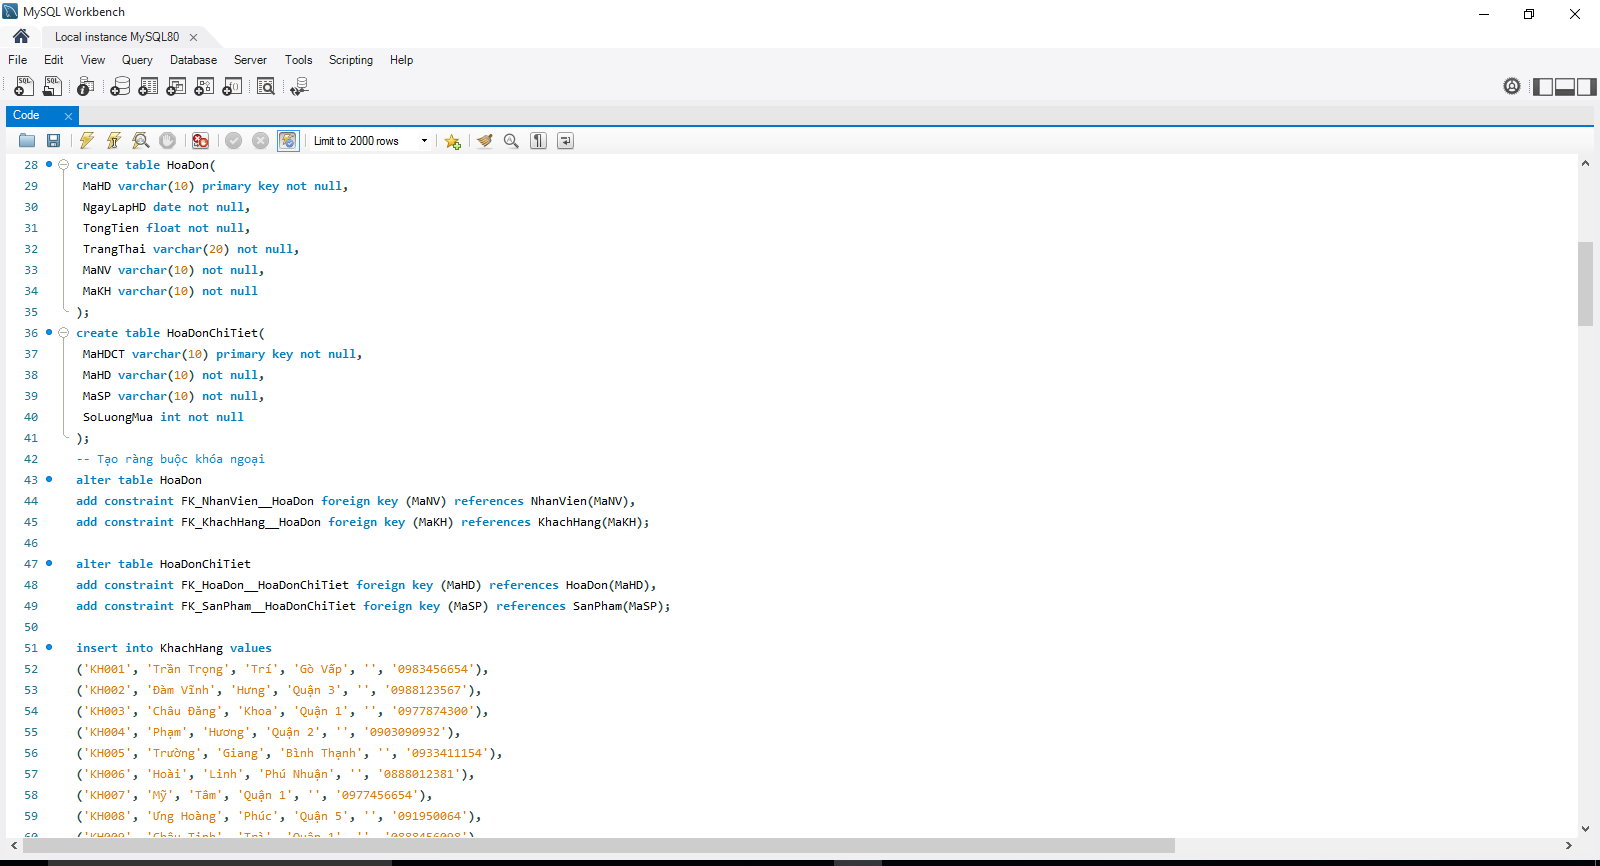 MySQL Workbench
Local instance MySQL80
File Edit View Query Database Server Tools Scripting Help
Code
Limit to 2000 rows
28 create table HoaDon(
29 MaHD varchar(10) primary key not null,
30 NgayLapHD date not null,
31 TongTien float not null,
32 TrangThai varchar(20) not null,
33 MaNV varchar(10) not null,
34 MaKH varchar(10) not null
35 );
36 create table HoaDonChiTiet(
37 MaHDCT varchar(10) primary key not null,
38 MaHD varchar(10) not null,
39 MaSP varchar(10) not null,
40 SoLuongMua int not null
41 );
42 -- Tạo ràng buộc khóa ngoại
43 alter table HoaDon
44 add constraint FK_NhanVien__HoaDon foreign key (MaNV) references NhanVien(MaNV),
45 add constraint FK_KhachHang__HoaDon foreign key (MaKH) references KhachHang(MaKH);
46
47 alter table HoaDonChiTiet
48 add constraint FK_HoaDon__HoaDonChiTiet foreign key (MaHD) references HoaDon(MaHD),
49 add constraint FK_SanPham__HoaDonChiTiet foreign key (MaSP) references SanPham(MaSP);
50
51 insert into KhachHang values
52 ('KH001', 'Trần Trọng', 'Trí', 'Gò Vấp', '', '0983456654'),
53 ('KH002', 'Đàm Vĩnh', 'Hưng', 'Quận 3', '', '0988123567'),
54 ('KH003', 'Châu Đăng', 'Khoa', 'Quận 1', '', '0977874300'),
55 ('KH004', 'Phạm', 'Hương', 'Quận 2', '', '0903090932'),
56 ('KH005', 'Trường', 'Giang', 'Bình Thạnh', '', '0933411154'),
57 ('KH006', 'Hoài', 'Linh', 'Phú Nhuận', '', '0888012381'),
58 ('KH007', 'Mỹ', 'Tâm', 'Quận 1', '', '0977456654'),
59 ('KH008', 'Ưng Hoàng', 'Phúc', 'Quận 5', '', '091950064'),
60 ('KH009', 'Châu Tinh', 'Trì', 'Quận 1', '', '0888456098')